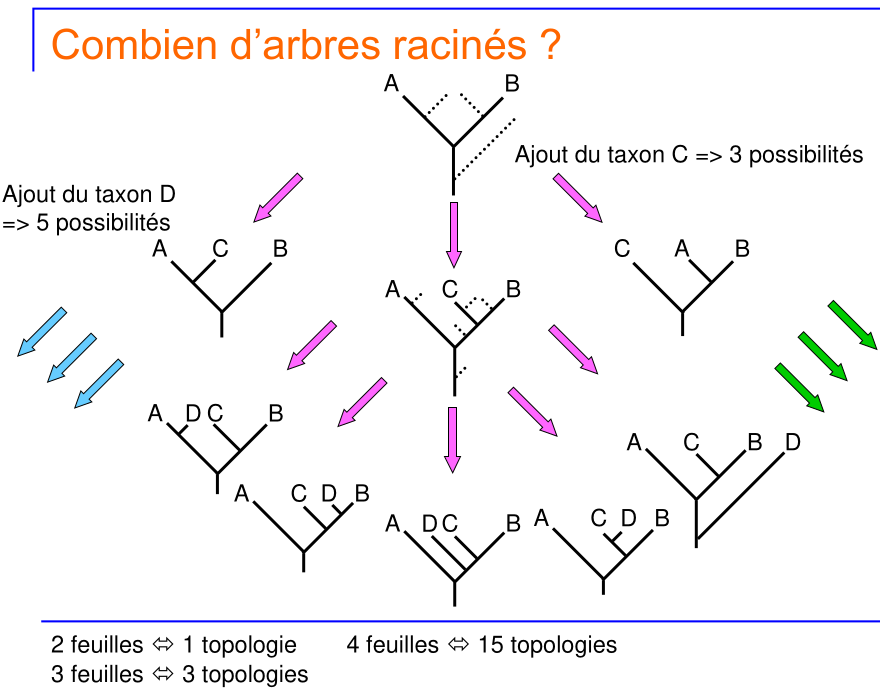 Combien d'arbres racinés ?
A B
Ajout du taxon C => 3 possibilités
Ajout du taxon D
=> 5 possibilités
A C B
C A B
A C B
A D C B
A C B D
A C D B
A D C B
A C D B
2 feuilles ⇔ 1 topologie 4 feuilles ⇔ 15 topologies
3 feuilles ⇔ 3 topologies